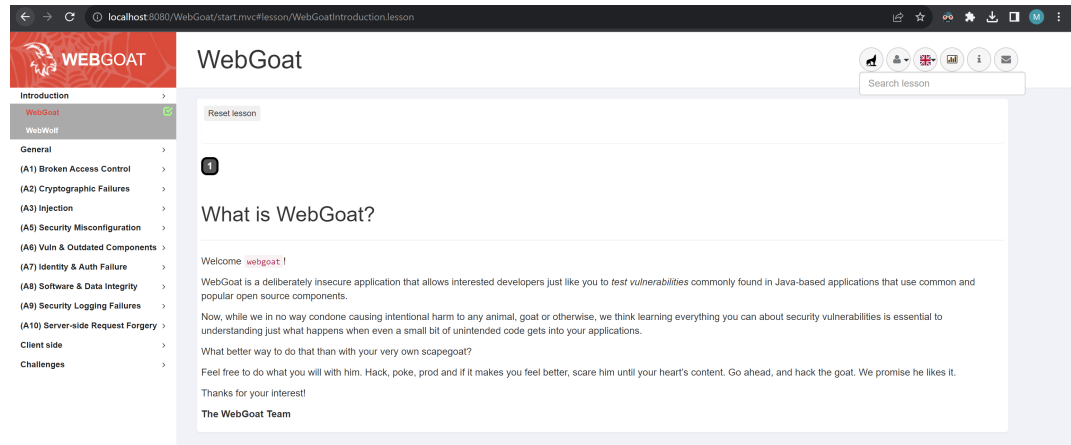 localhost:8080/WebGoat/start.mvc#lesson/WebGoatIntroduction.lesson
M
WEBGOAT
WebGoat
Search lesson
Introduction
WebGoat
WebWolf
General
(A1) Broken Access Control
(A2) Cryptographic Failures
(A3) Injection
(A5) Security Misconfiguration
(A6) Vuln & Outdated Components
(A7) Identity & Auth Failure
(A8) Software & Data Integrity
(A9) Security Logging Failures
(A10) Server-side Request Forgery
Client side
Challenges
Reset lesson
1
What is WebGoat?
Welcome webgoat!
WebGoat is a deliberately insecure application that allows interested developers just like you to test vulnerabilities commonly found in Java-based applications that use common and
popular open source components.
Now, while we in no way condone causing intentional harm to any animal, goat or otherwise, we think learning everything you can about security vulnerabilities is essential to
understanding just what happens when even a small bit of unintended code gets into your applications.
What better way to do that than with your very own scapegoat?
Feel free to do what you will with him. Hack, poke, prod and if it makes you feel better, scare him until your heart's content. Go ahead, and hack the goat. We promise he likes it.
Thanks for your interest!
The WebGoat Team